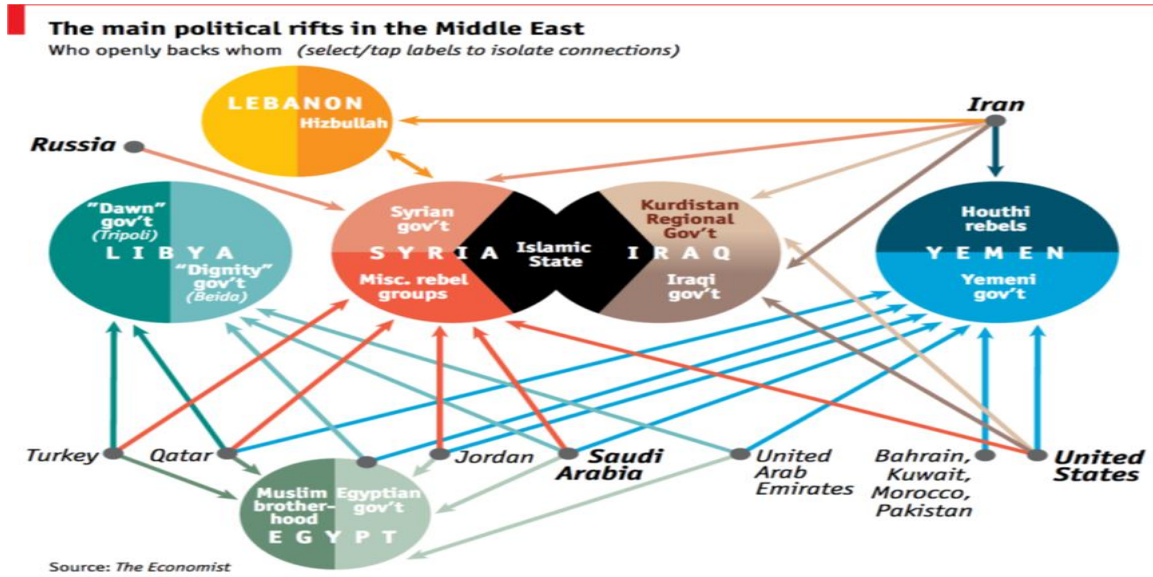 The main political rifts in the Middle East
Who openly backs whom (select/tap labels to isolate connections)
LEBANON
Hizbullah
Iran
Russia
"Dawn"
gov't
(Tripoli)
LIBYA
"Dignity"
gov't
(Beida)
Syrian
gov't
SYRIA
Misc. rebel
groups
Islamic
State
Kurdistan
Regional
Gov't
IRAQ
Iraqi
gov't
Houthi
rebels
YEMEN
Yemeni
gov't
Turkey
Qatar
Jordan
Saudi
Arabia
United
Arab
Emirates
Bahrain,
Kuwait,
Morocco,
Pakistan
United
States
Muslim
brother-
hood
Egyptian
gov't
EGYPT
Source: The Economist